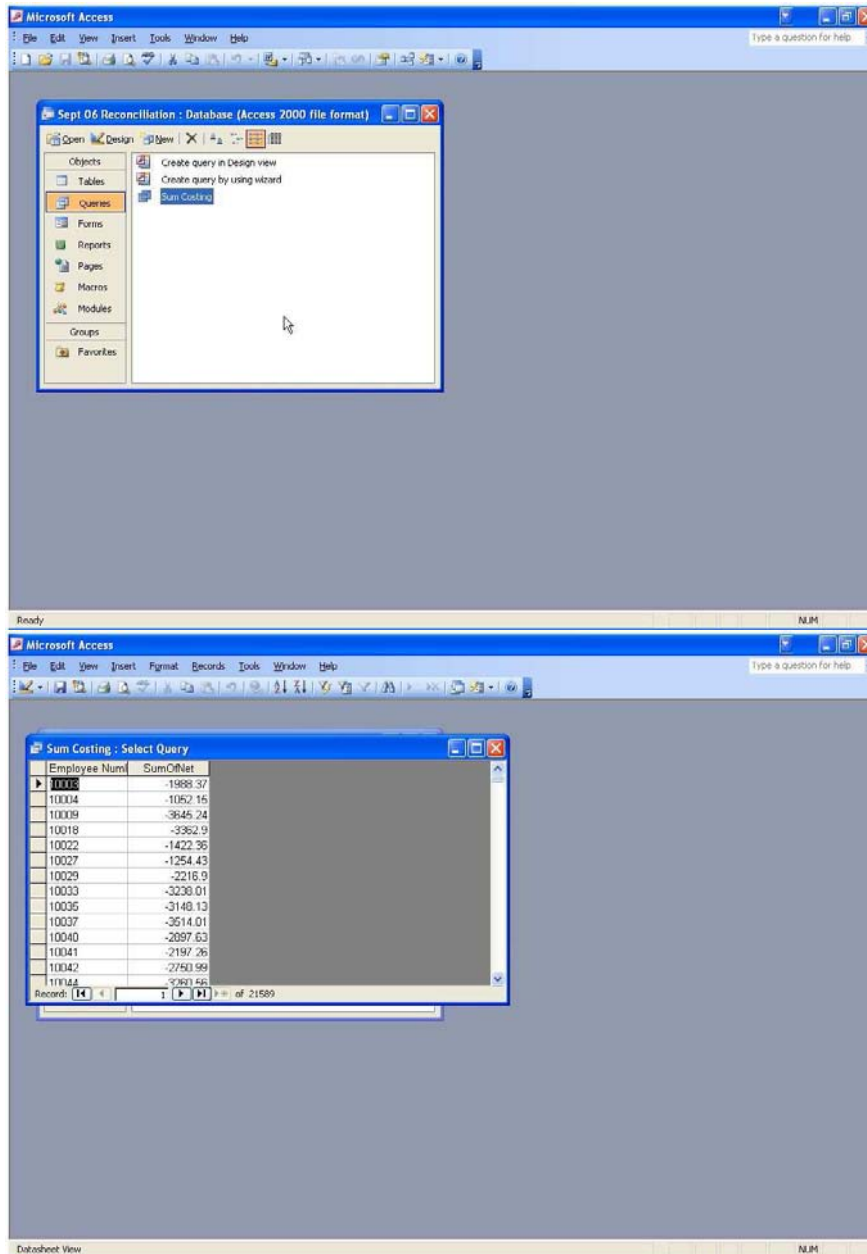 Microsoft Access
File Edit View Insert Tools Window Help
Type a question for help
Sept 06 Reconciliation : Database (Access 2000 file format)
Open Design New
Objects
Tables
Queries
Forms
Reports
Pages
Macros
Modules
Groups
Favorites
Create query in Design view
Create query by using wizard
Sum Costing
Ready NUM
Microsoft Access
File Edit View Insert Format Records Tools Window Help
Type a question for help
Sum Costing : Select Query
Employee Numl SumOfNet
10003 -1988.37
10004 -1052.15
10009 -3645.24
10018 -3362.9
10022 -1422.36
10027 -1254.43
10029 -2216.9
10033 -3238.01
10035 -3148.13
10037 -3514.01
10040 -2897.63
10041 -2197.26
10042 -2750.99
10044 -3260.56
Record: 1 of 21589
Datasheet View NUM